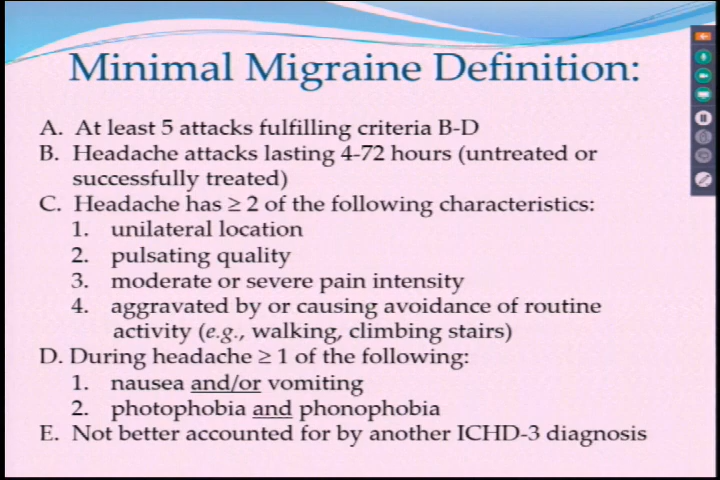 Minimal Migraine Definition:
A. At least 5 attacks fulfilling criteria B-D
B. Headache attacks lasting 4-72 hours (untreated or
successfully treated)
C. Headache has ≥ 2 of the following characteristics:
1. unilateral location
2. pulsating quality
3. moderate or severe pain intensity
4. aggravated by or causing avoidance of routine
activity (e.g., walking, climbing stairs)
D. During headache ≥ 1 of the following:
1. nausea and/or vomiting
2. photophobia and phonophobia
E. Not better accounted for by another ICHD-3 diagnosis